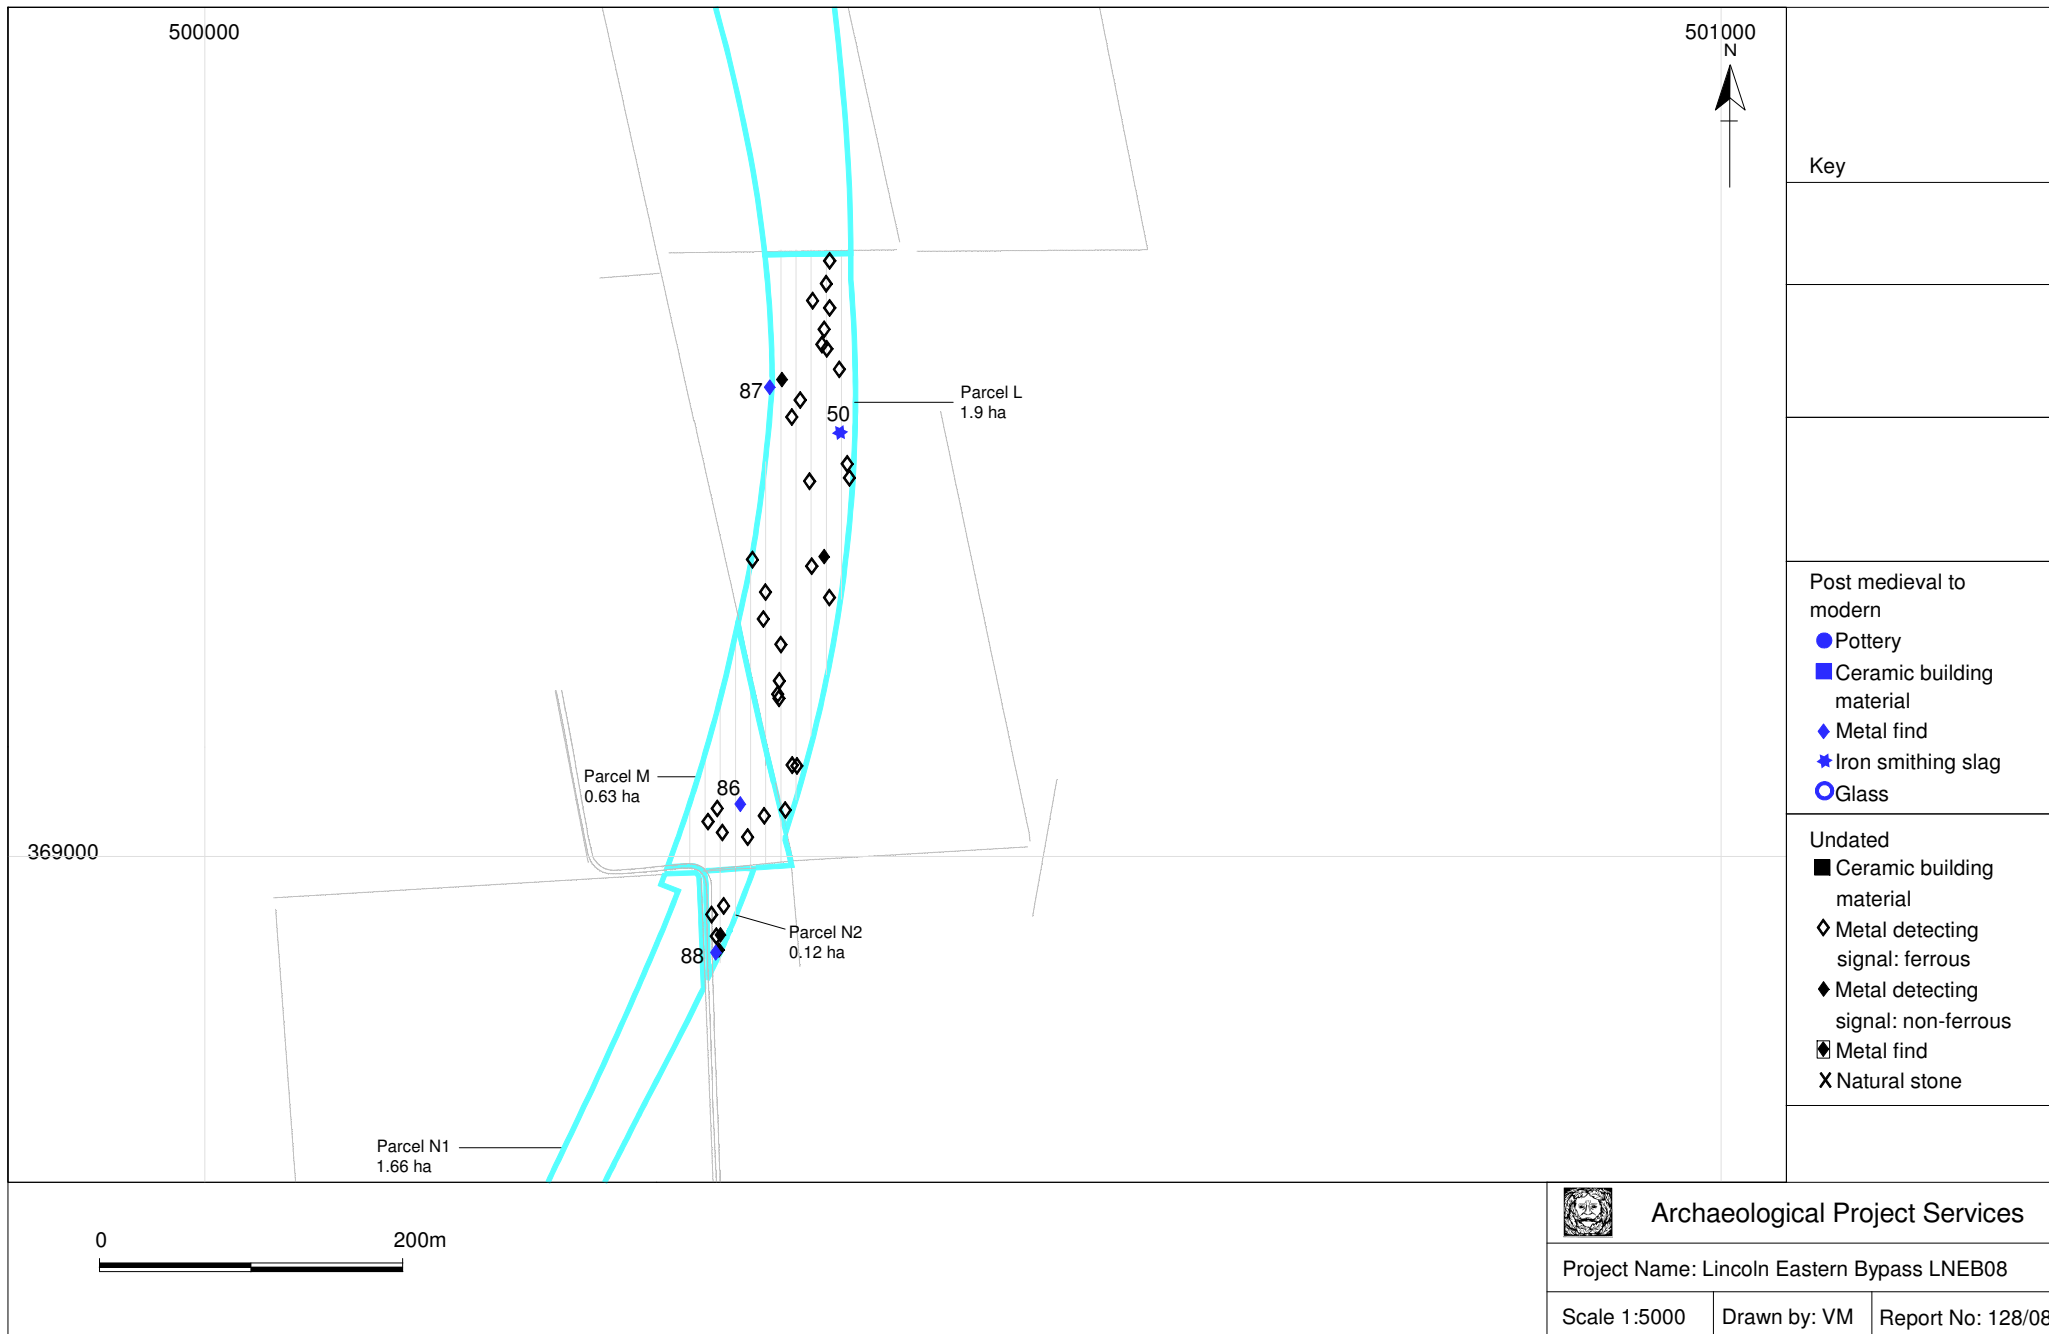 500000
501000
N
Key
87
50
Parcel L
1.9 ha
Post medieval to
modern
Pottery
Ceramic building
material
Metal find
Iron smithing slag
Glass
Parcel M
0.63 ha
86
369000
Undated
Ceramic building
material
Metal detecting
signal: ferrous
Metal detecting
signal: non-ferrous
Metal find
Natural stone
Parcel N2
0.12 ha
88
Parcel N1
1.66 ha
0
200m
Archaeological Project Services
Project Name: Lincoln Eastern Bypass LNEB08
Scale 1:5000
Drawn by: VM
Report No: 128/08